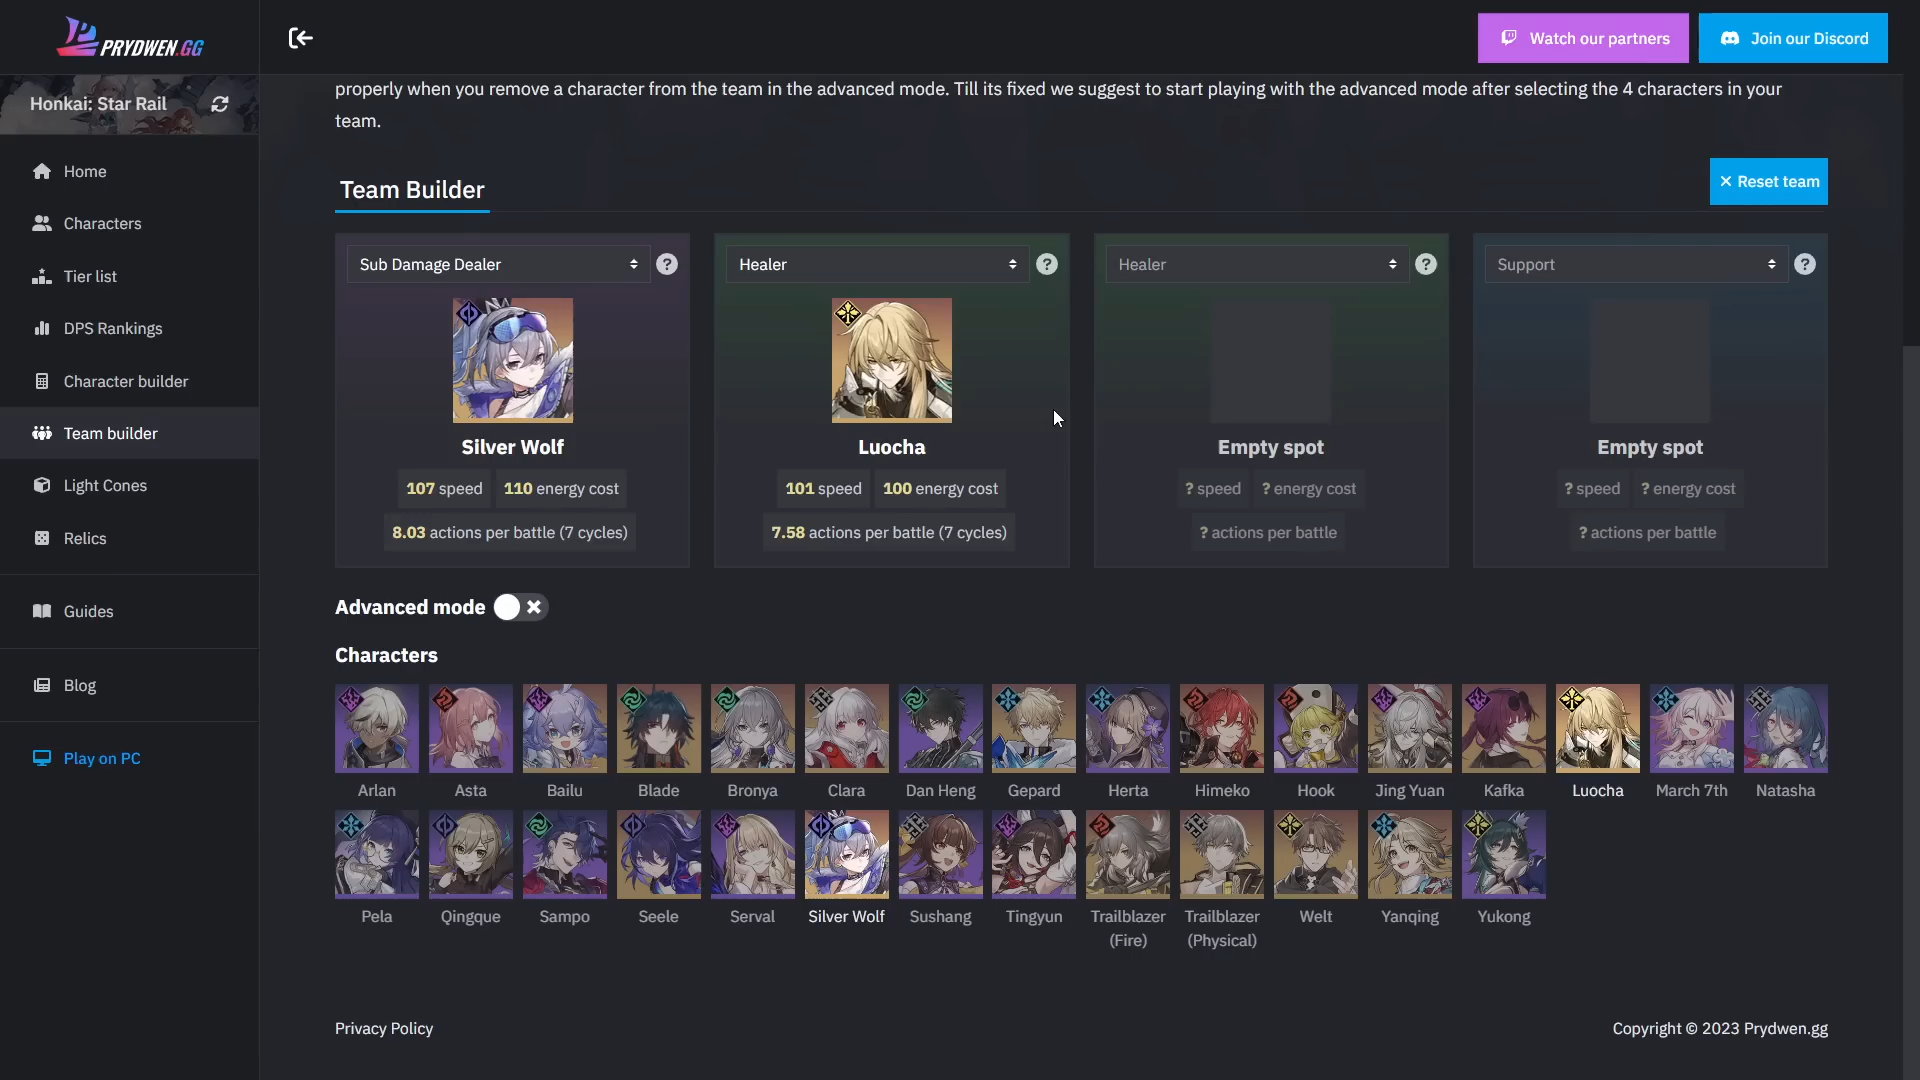 PRYDWEN.GG
Watch our partners
Join our Discord
Honkai: Star Rail
Home
Characters
Tier list
DPS Rankings
Character builder
Team builder
Light Cones
Relics
Guides
Blog
Play on PC
properly when you remove a character from the team in the advanced mode. Till its fixed we suggest to start playing with the advanced mode after selecting the 4 characters in your
team.
Team Builder
Reset team
Sub Damage Dealer
?
Silver Wolf
107 speed
110 energy cost
8.03 actions per battle (7 cycles)
Healer
?
Luocha
101 speed
100 energy cost
7.58 actions per battle (7 cycles)
Healer
?
Empty spot
? speed
? energy cost
? actions per battle
Support
?
Empty spot
? speed
? energy cost
? actions per battle
Advanced mode
Characters
Arlan
Asta
Bailu
Blade
Bronya
Clara
Dan Heng
Gepard
Herta
Himeko
Hook
Jing Yuan
Kafka
Luocha
March 7th
Natasha
Pela
Qingque
Sampo
Seele
Serval
Silver Wolf
Sushang
Tingyun
Trailblazer
(Fire)
Trailblazer
(Physical)
Welt
Yanqing
Yukong
Privacy Policy
Copyright © 2023 Prydwen.gg